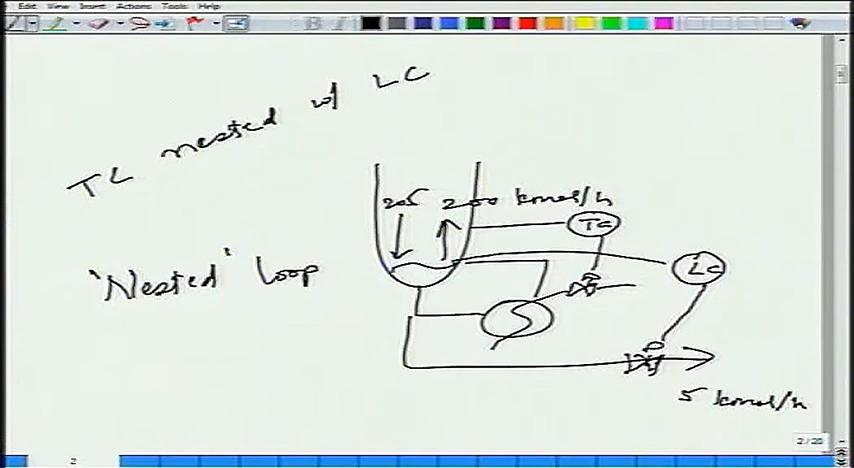 Edit View Insert Actions Tools Help
TC nested w/ LC
205 200 kmol/h
TC
'Nested' loop
LC
5 kmol/h
2/20
2